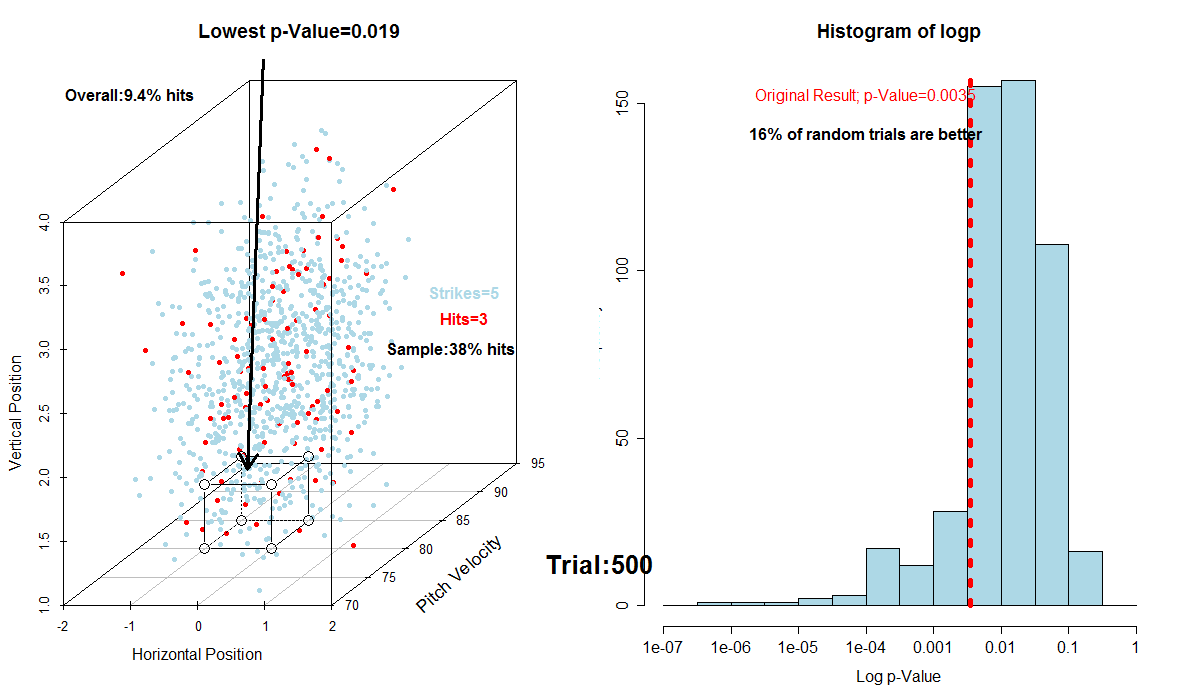 Lowest p-Value=0.019
Overall:9.4% hits
Strikes=5
Hits=3
Sample:38% hits
Vertical Position
4.0
3.5
3.0
2.5
2.0
1.5
1.0
-2
-1
0
1
2
Horizontal Position
95
90
85
80
75
70
Pitch Velocity
Trial:500
Histogram of logp
Original Result; p-Value=0.0035
16% of random trials are better
150
100
50
0
1e-07
1e-06
1e-05
1e-04
0.001
0.01
0.1
1
Log p-Value